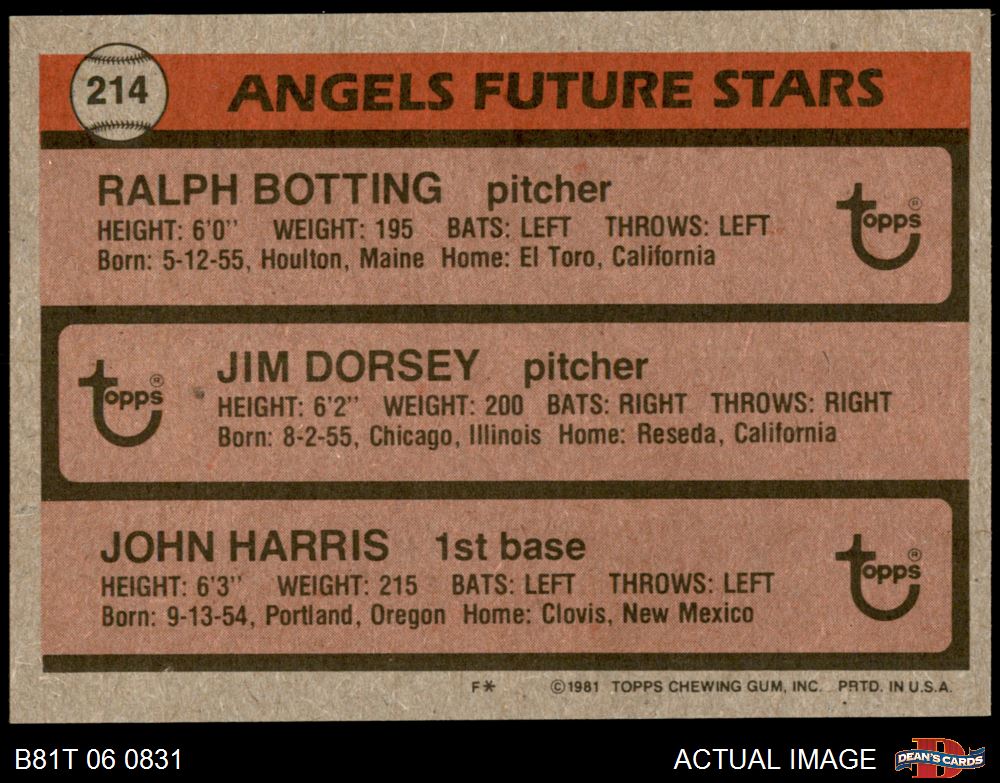 214 ANGELS FUTURE STARS
RALPH BOTTING pitcher
HEIGHT: 6'0" WEIGHT: 195 BATS: LEFT THROWS: LEFT
Born: 5-12-55, Houlton, Maine Home: El Toro, California
Topps®
JIM DORSEY pitcher
HEIGHT: 6'2" WEIGHT: 200 BATS: RIGHT THROWS: RIGHT
Born: 8-2-55, Chicago, Illinois Home: Reseda, California
Topps®
JOHN HARRIS 1st base
HEIGHT: 6'3" WEIGHT: 215 BATS: LEFT THROWS: LEFT
Born: 9-13-54, Portland, Oregon Home: Clovis, New Mexico
Topps®
F* ©1981 TOPPS CHEWING GUM, INC. PRTD. IN U.S.A.
B81T 06 0831 ACTUAL IMAGE D DEAN'S CARDS